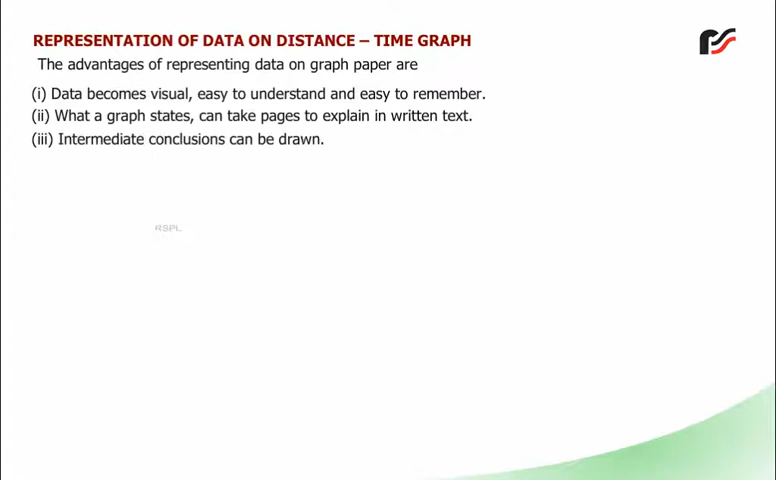 REPRESENTATION OF DATA ON DISTANCE – TIME GRAPH
The advantages of representing data on graph paper are
(i) Data becomes visual, easy to understand and easy to remember.
(ii) What a graph states, can take pages to explain in written text.
(iii) Intermediate conclusions can be drawn.
RSPL